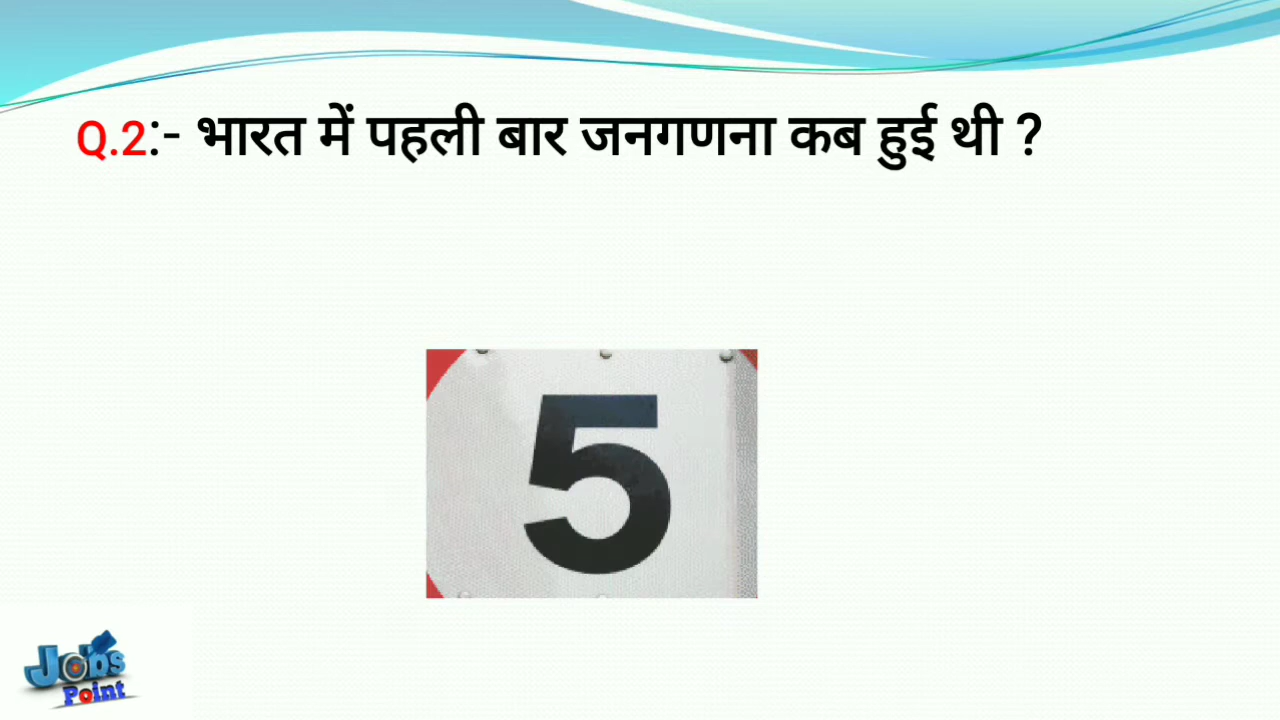 Q.2:- भारत में पहली बार जनगणना कब हुई थी ?
5
Jobs
Point